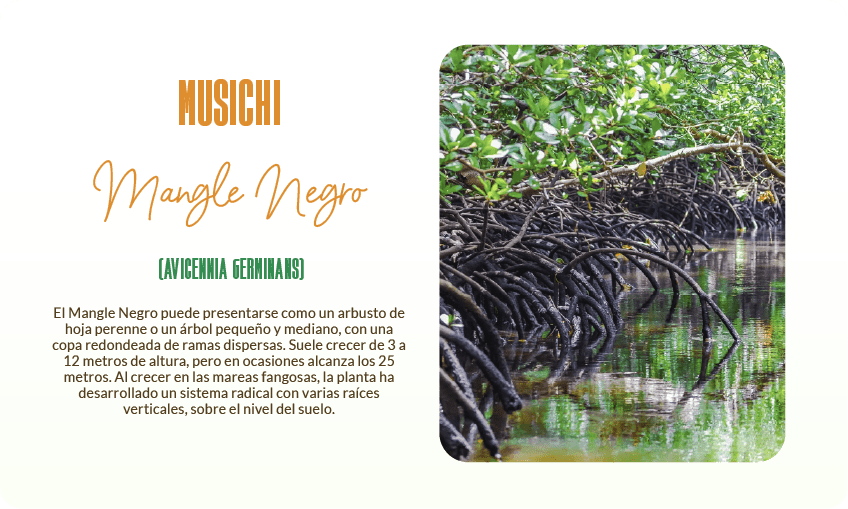 MUSICHI
Mangle Negro
(AVICENNIA GERMINANS)
El Mangle Negro puede presentarse como un arbusto de
hoja perenne o un árbol pequeño y mediano, con una
copa redondeada de ramas dispersas. Suele crecer de 3 a
12 metros de altura, pero en ocasiones alcanza los 25
metros. Al crecer en las mareas fangosas, la planta ha
desarrollado un sistema radical con varias raíces
verticales, sobre el nivel del suelo.